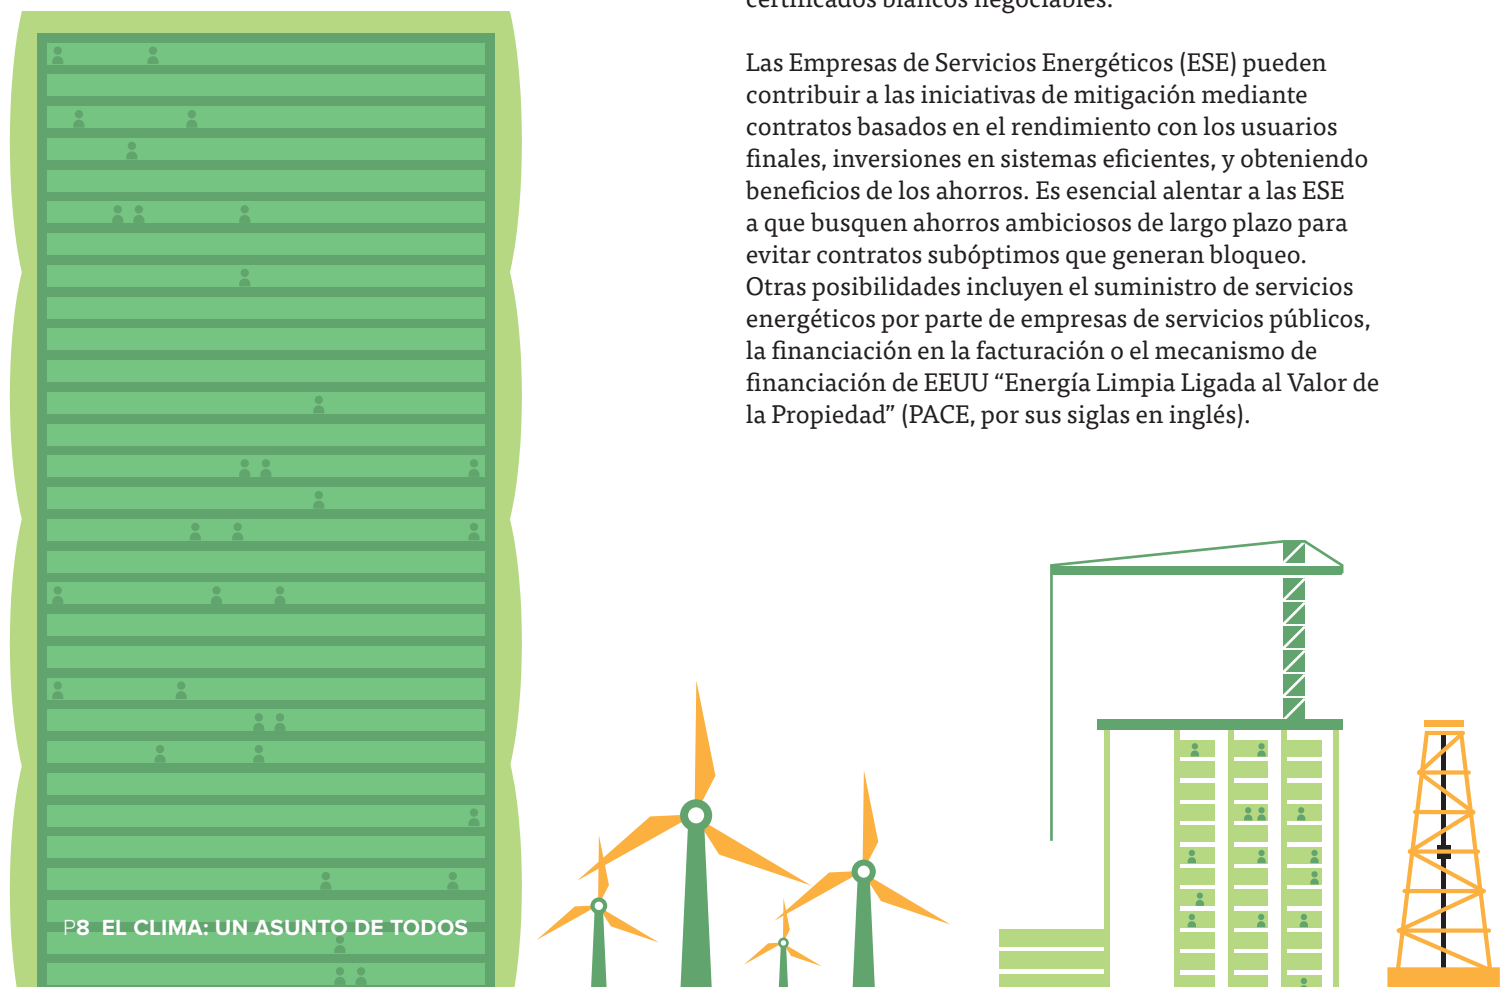 certificados blancos negociables.
Las Empresas de Servicios Energéticos (ESE) pueden
contribuir a las iniciativas de mitigación mediante
contratos basados en el rendimiento con los usuarios
finales, inversiones en sistemas eficientes, y obteniendo
beneficios de los ahorros. Es esencial alentar a las ESE
a que busquen ahorros ambiciosos de largo plazo para
evitar contratos subóptimos que generan bloqueo.
Otras posibilidades incluyen el suministro de servicios
energéticos por parte de empresas de servicios públicos,
la financiación en la facturación o el mecanismo de
financiación de EEUU “Energía Limpia Ligada al Valor de
la Propiedad” (PACE, por sus siglas en inglés).
P8 EL CLIMA: UN ASUNTO DE TODOS